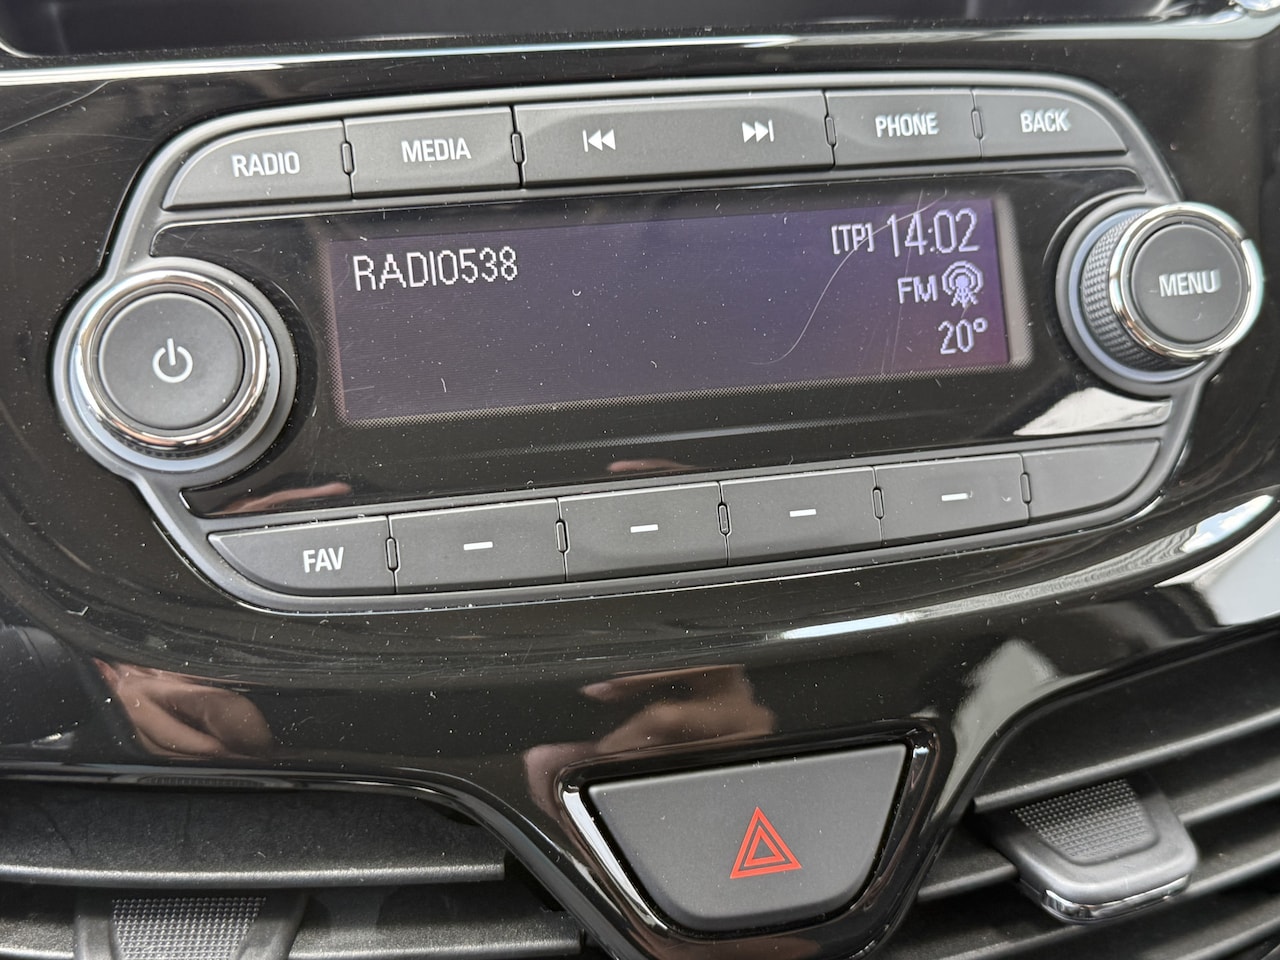 RADIO
MEDIA
PHONE
BACK
RADIO538
[TP] 14:02
FM
20°
MENU
FAV